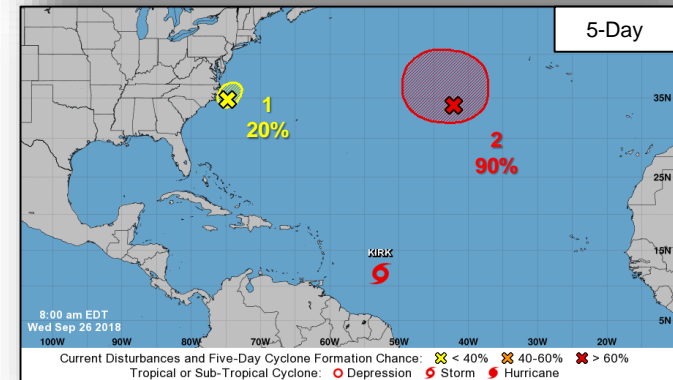 5-Day
1
20%
2
90%
35N
25N
15N
5N
KIRK
8:00 am EDT
Wed Sep 26 2018
100W 90W 80W 70W 60W 50W 40W 30W 20W
Current Disturbances and Five-Day Cyclone Formation Chance: < 40% 40-60% > 60%
Tropical or Sub-Tropical Cyclone: Depression Storm Hurricane